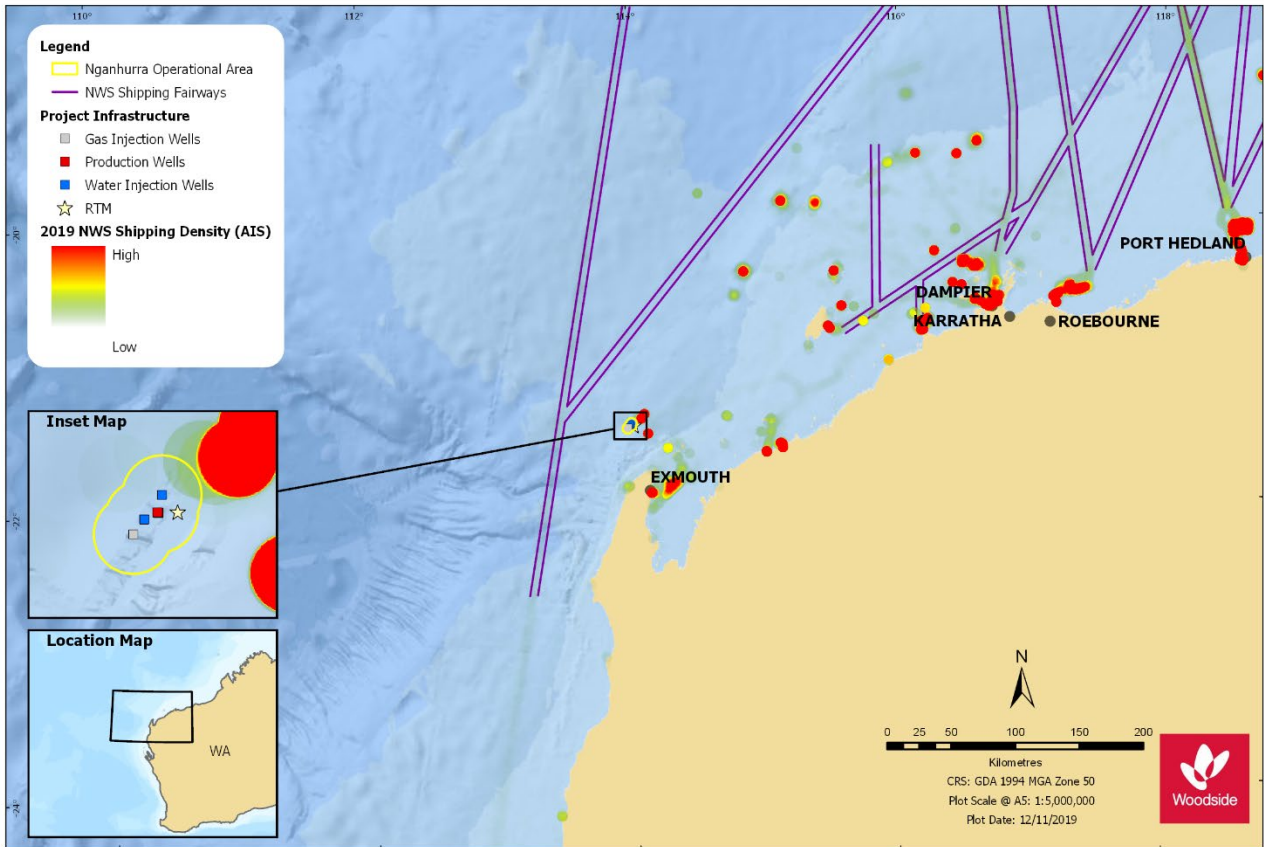 110°
112°
114°
116°
118°
Legend
Nganhurra Operational Area
NWS Shipping Fairways
Project Infrastructure
Gas Injection Wells
Production Wells
Water Injection Wells
RTM
2019 NWS Shipping Density (AIS)
High
Low
-20°
-20°
PORT HEDLAND
DAMPIER
KARRATHA
ROEBOURNE
Inset Map
EXMOUTH
-22°
-22°
Location Map
WA
N
0 25 50 100 150 200
Kilometres
CRS: GDA 1994 MGA Zone 50
Plot Scale @ A5: 1:5,000,000
Plot Date: 12/11/2019
Woodside
-24°